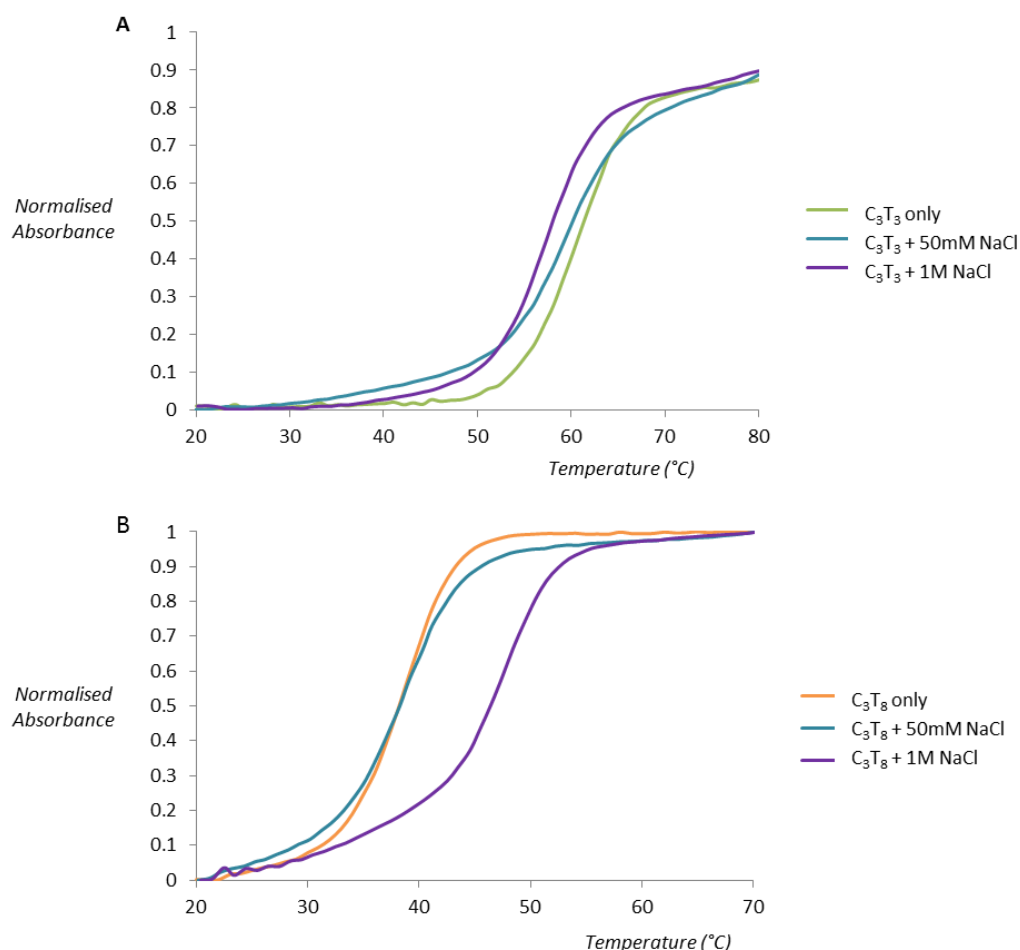 A
1
0.9
0.8
0.7
0.6
0.5
0.4
0.3
0.2
0.1
0
Normalised
Absorbance
20 30 40 50 60 70 80
Temperature (°C)
C₃T₃ only
C₃T₃ + 50mM NaCl
C₃T₃ + 1M NaCl
B
1
0.9
0.8
0.7
0.6
0.5
0.4
0.3
0.2
0.1
0
Normalised
Absorbance
20 30 40 50 60 70
Temperature (°C)
C₃T₈ only
C₃T₈ + 50mM NaCl
C₃T₈ + 1M NaCl